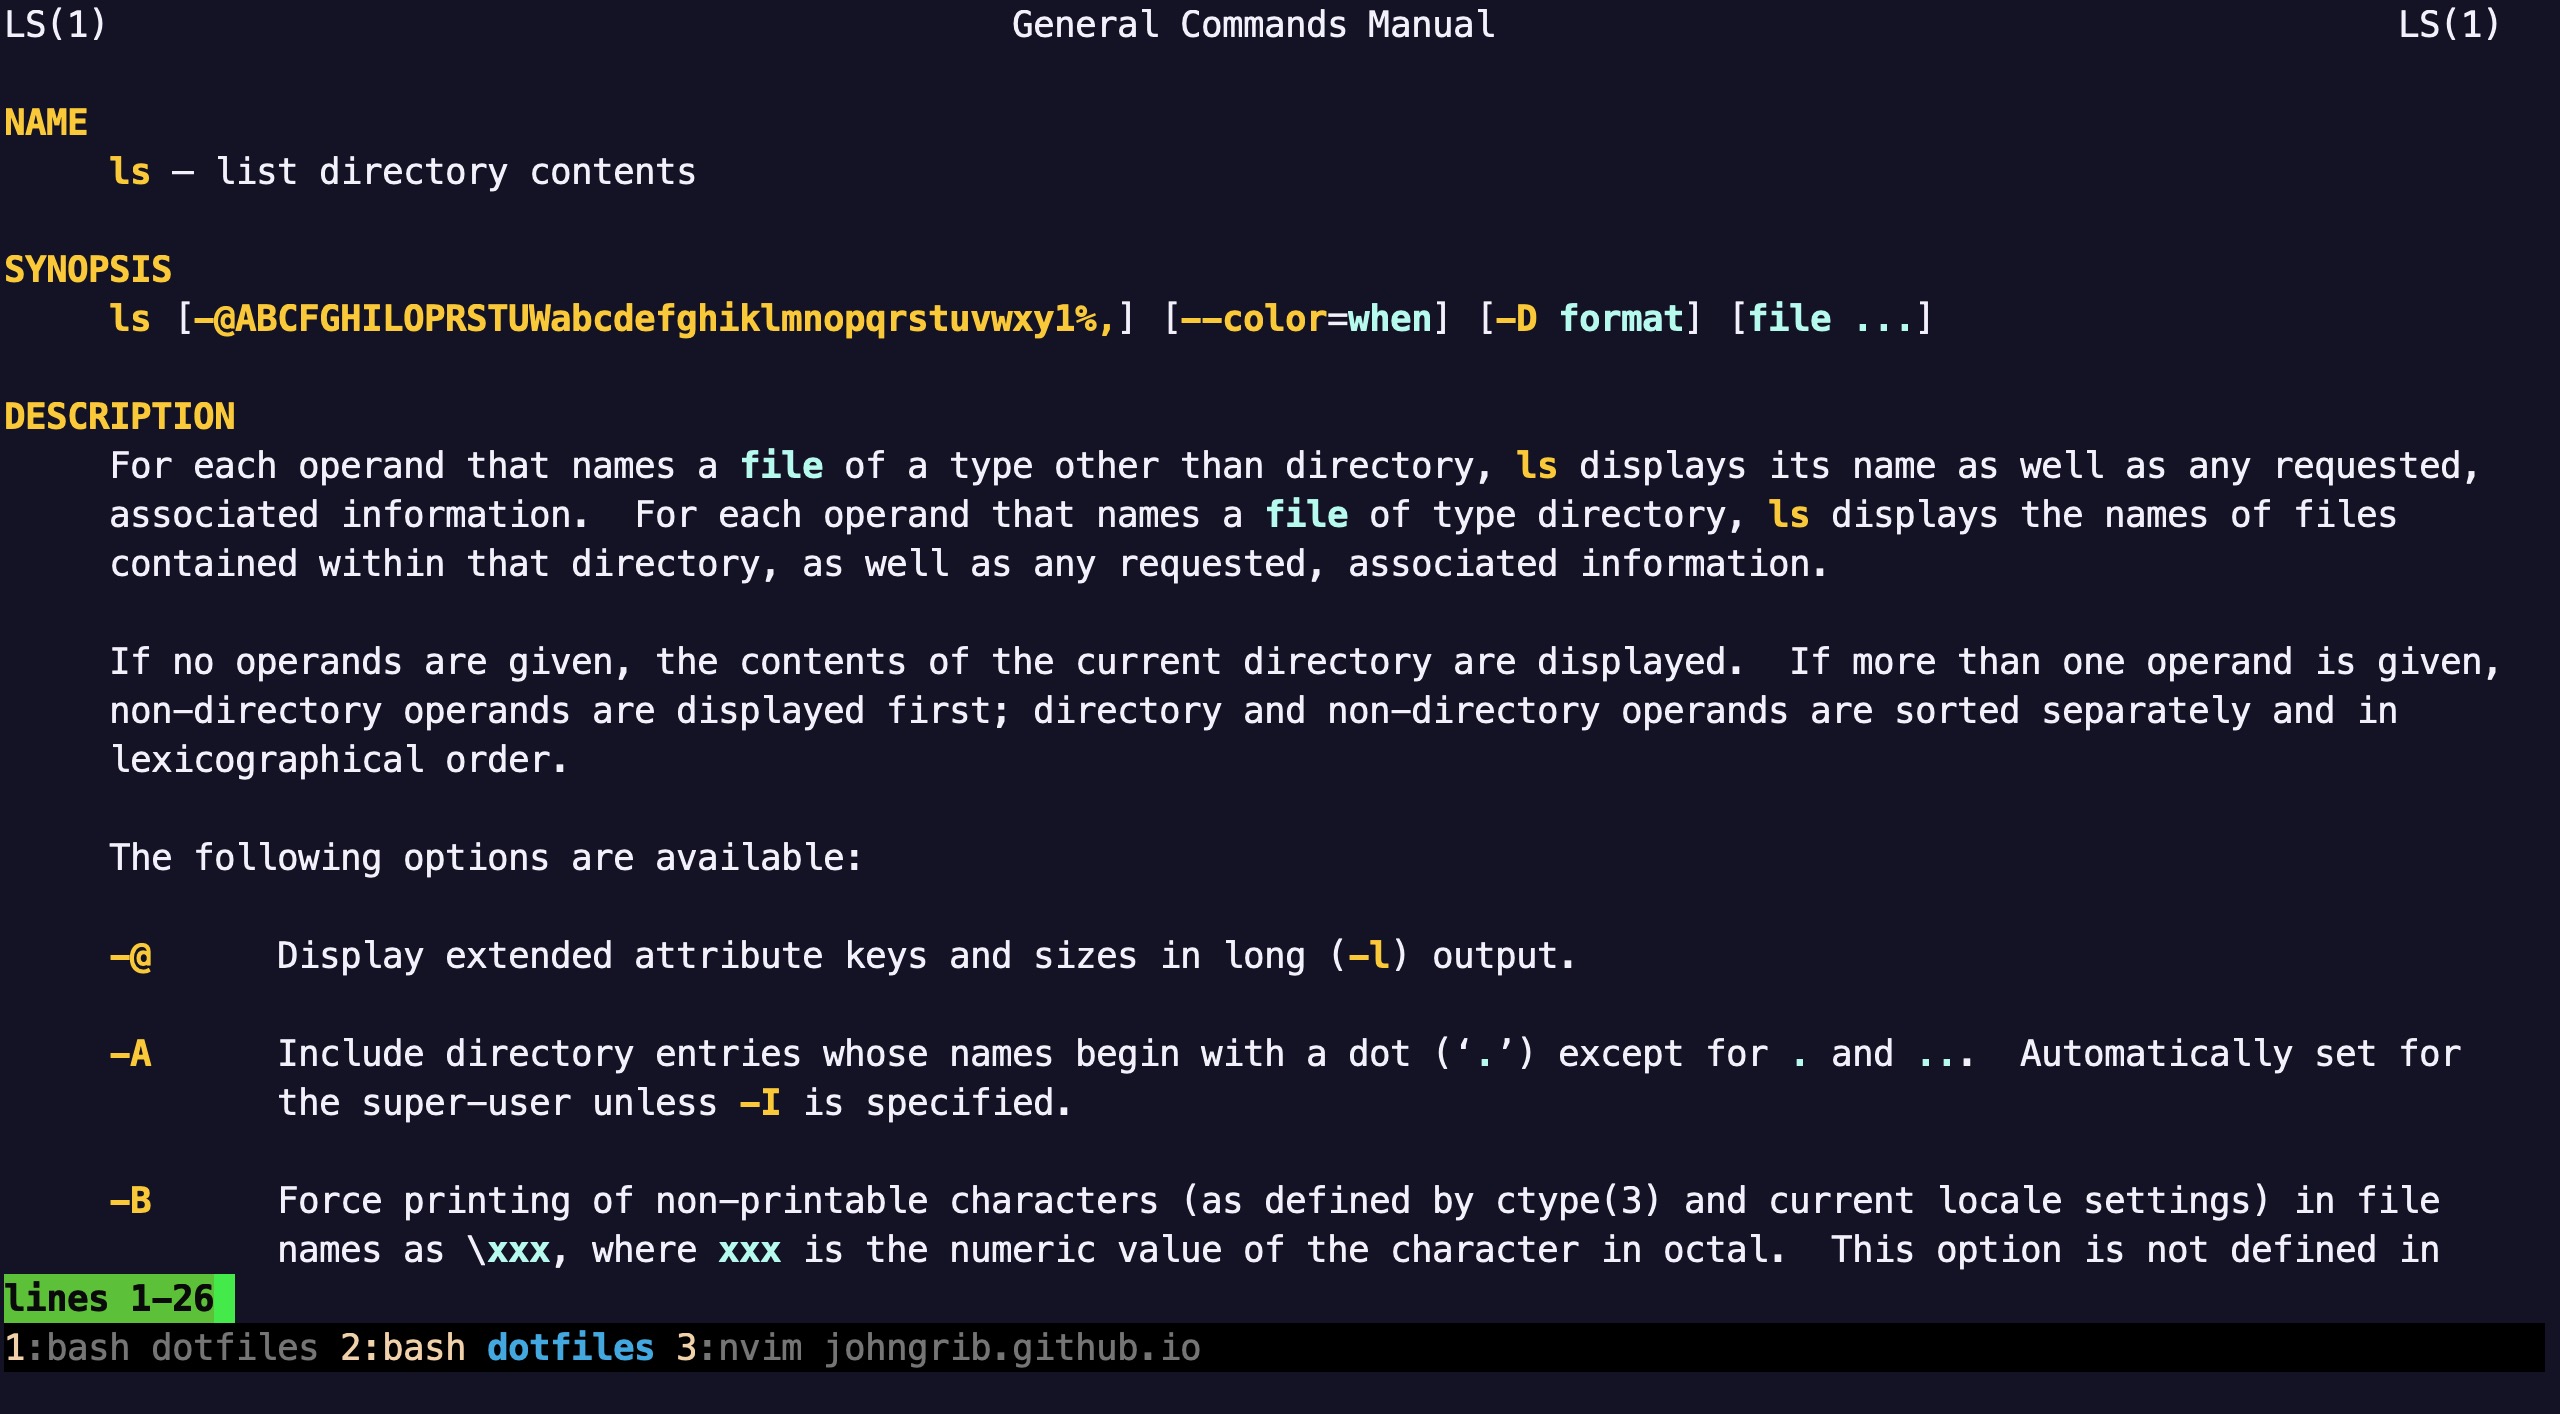 LS(1) General Commands Manual LS(1)
NAME
ls – list directory contents
SYNOPSIS
ls [-@ABCFGHILOPRSTUWabcdefghiklmnopqrstuvwxy1%,] [--color=when] [-D format] [file ...]
DESCRIPTION
For each operand that names a file of a type other than directory, ls displays its name as well as any requested,
associated information.  For each operand that names a file of type directory, ls displays the names of files
contained within that directory, as well as any requested, associated information.
If no operands are given, the contents of the current directory are displayed.  If more than one operand is given,
non-directory operands are displayed first; directory and non-directory operands are sorted separately and in
lexicographical order.
The following options are available:
-@ Display extended attribute keys and sizes in long (-l) output.
-A Include directory entries whose names begin with a dot (‘.’) except for . and ...  Automatically set for
the super-user unless -I is specified.
-B Force printing of non-printable characters (as defined by ctype(3) and current locale settings) in file
names as \xxx, where xxx is the numeric value of the character in octal.  This option is not defined in
lines 1-26
1:bash dotfiles 2:bash dotfiles 3:nvim johngrib.github.io